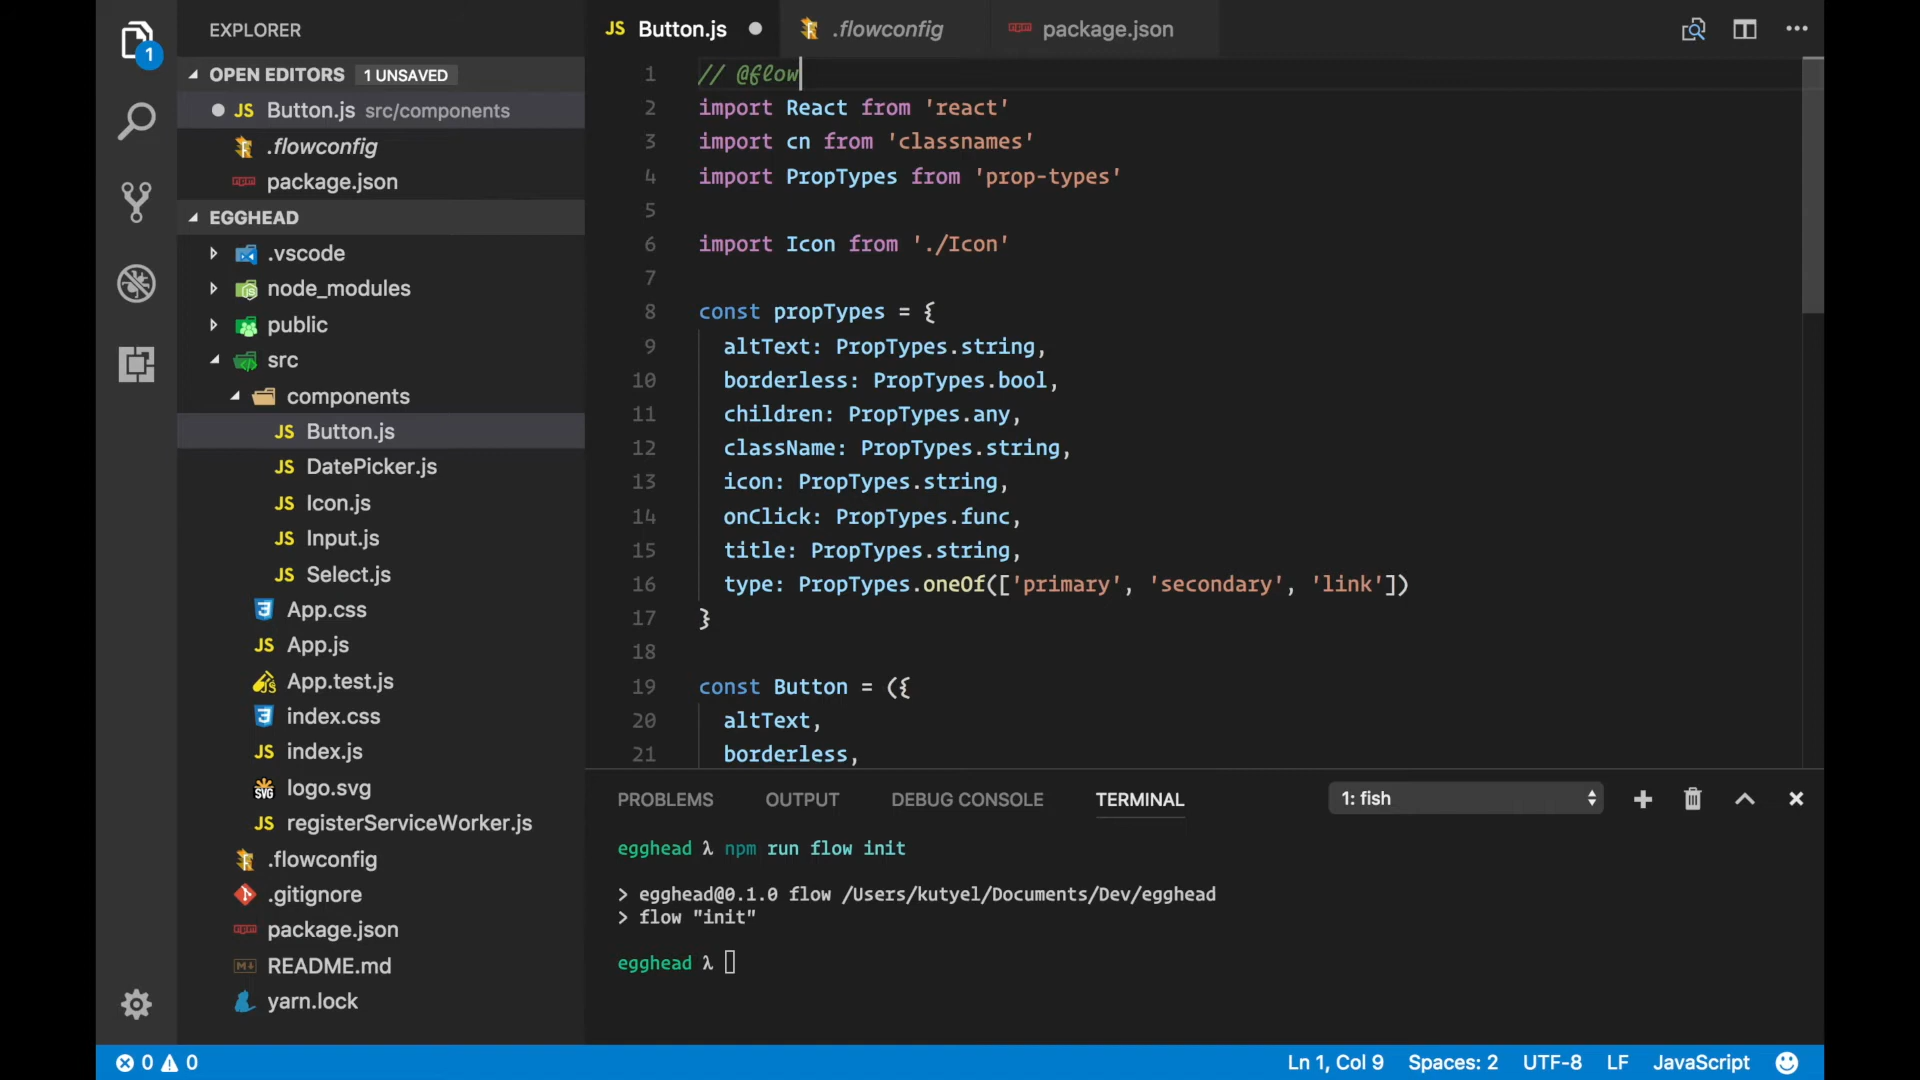 EXPLORER
OPEN EDITORS 1 UNSAVED
JS Button.js src/components
.flowconfig
package.json
EGGHEAD
.vscode
node_modules
public
src
components
JS Button.js
JS DatePicker.js
JS Icon.js
JS Input.js
JS Select.js
App.css
JS App.js
App.test.js
index.css
JS index.js
logo.svg
JS registerServiceWorker.js
.flowconfig
.gitignore
package.json
README.md
yarn.lock
1
JS Button.js
.flowconfig
package.json
1 // @flow
2 import React from 'react'
3 import cn from 'classnames'
4 import PropTypes from 'prop-types'
5
6 import Icon from './Icon'
7
8 const propTypes = {
9 altText: PropTypes.string,
10 borderless: PropTypes.bool,
11 children: PropTypes.any,
12 className: PropTypes.string,
13 icon: PropTypes.string,
14 onClick: PropTypes.func,
15 title: PropTypes.string,
16 type: PropTypes.oneOf(['primary', 'secondary', 'link'])
17 }
18
19 const Button = ({
20 altText,
21 borderless,
PROBLEMS OUTPUT DEBUG CONSOLE TERMINAL 1: fish
egghead λ npm run flow init
> egghead@0.1.0 flow /Users/kutyel/Documents/Dev/egghead
> flow "init"
egghead λ
0 0 Ln 1, Col 9 Spaces: 2 UTF-8 LF JavaScript